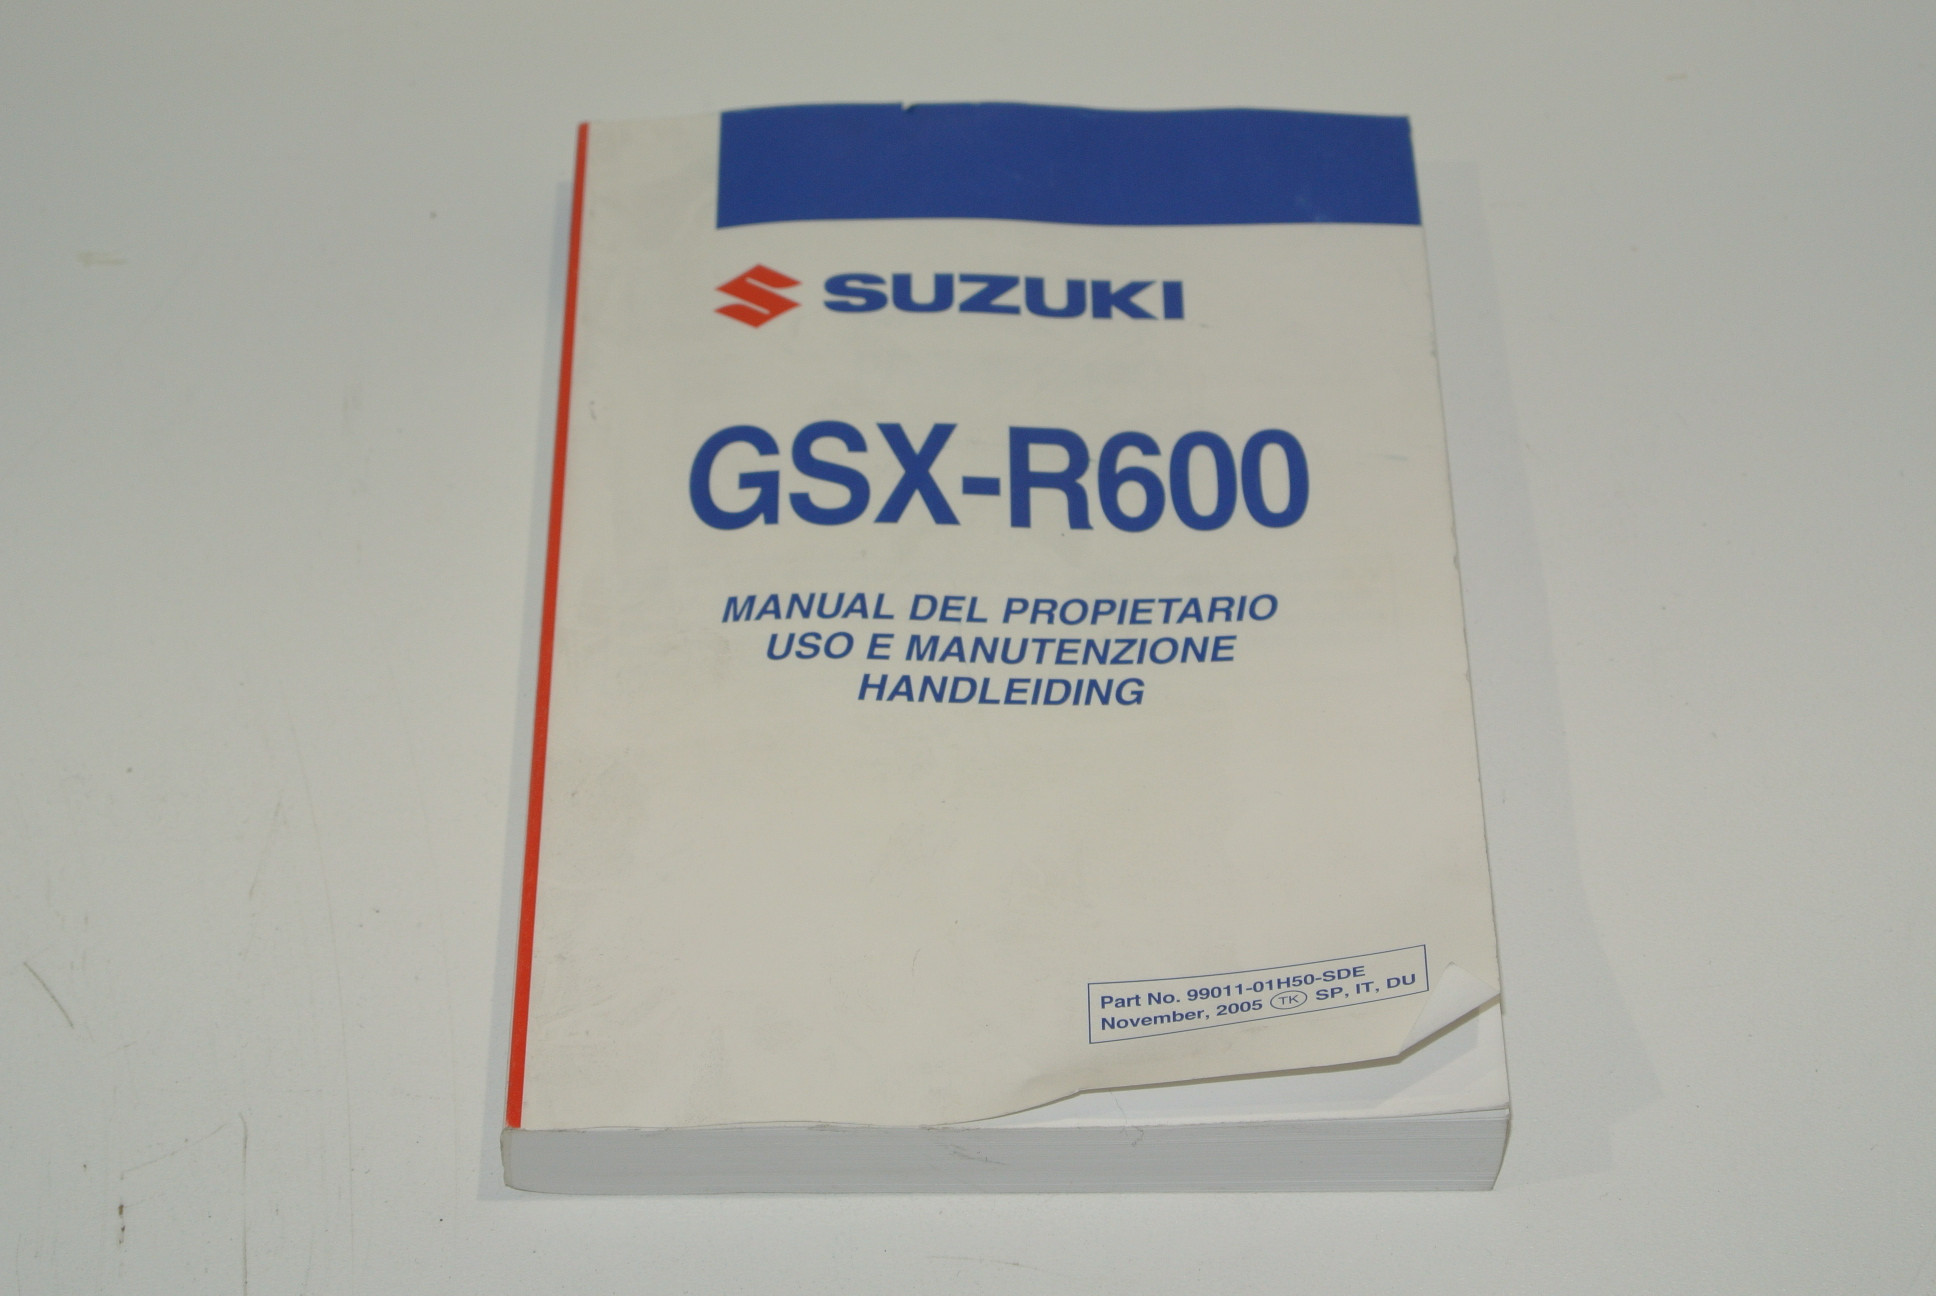 SUZUKI
GSX-R600
MANUAL DEL PROPIETARIO
USO E MANUTENZIONE
HANDLEIDING
Part No. 99011-01H50-SDE
November, 2005 TK SP, IT, DU